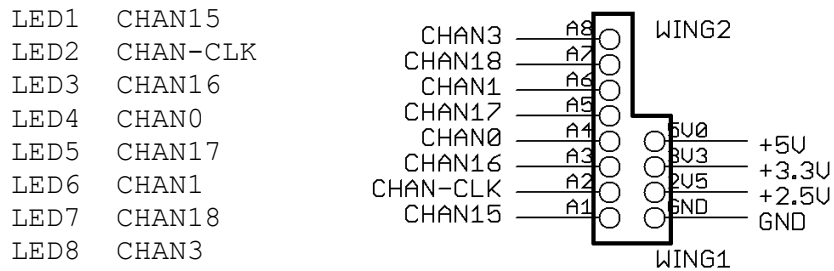 LED1 CHAN15
LED2 CHAN-CLK
LED3 CHAN16
LED4 CHAN0
LED5 CHAN17
LED6 CHAN1
LED7 CHAN18
LED8 CHAN3
WING2
CHAN3 A8
CHAN18 A7
CHAN1 A6
CHAN17 A5
CHAN0 A4 5V0 +5V
CHAN16 A3 3V3 +3.3V
CHAN-CLK A2 2V5 +2.5V
CHAN15 A1 GND GND
WING1